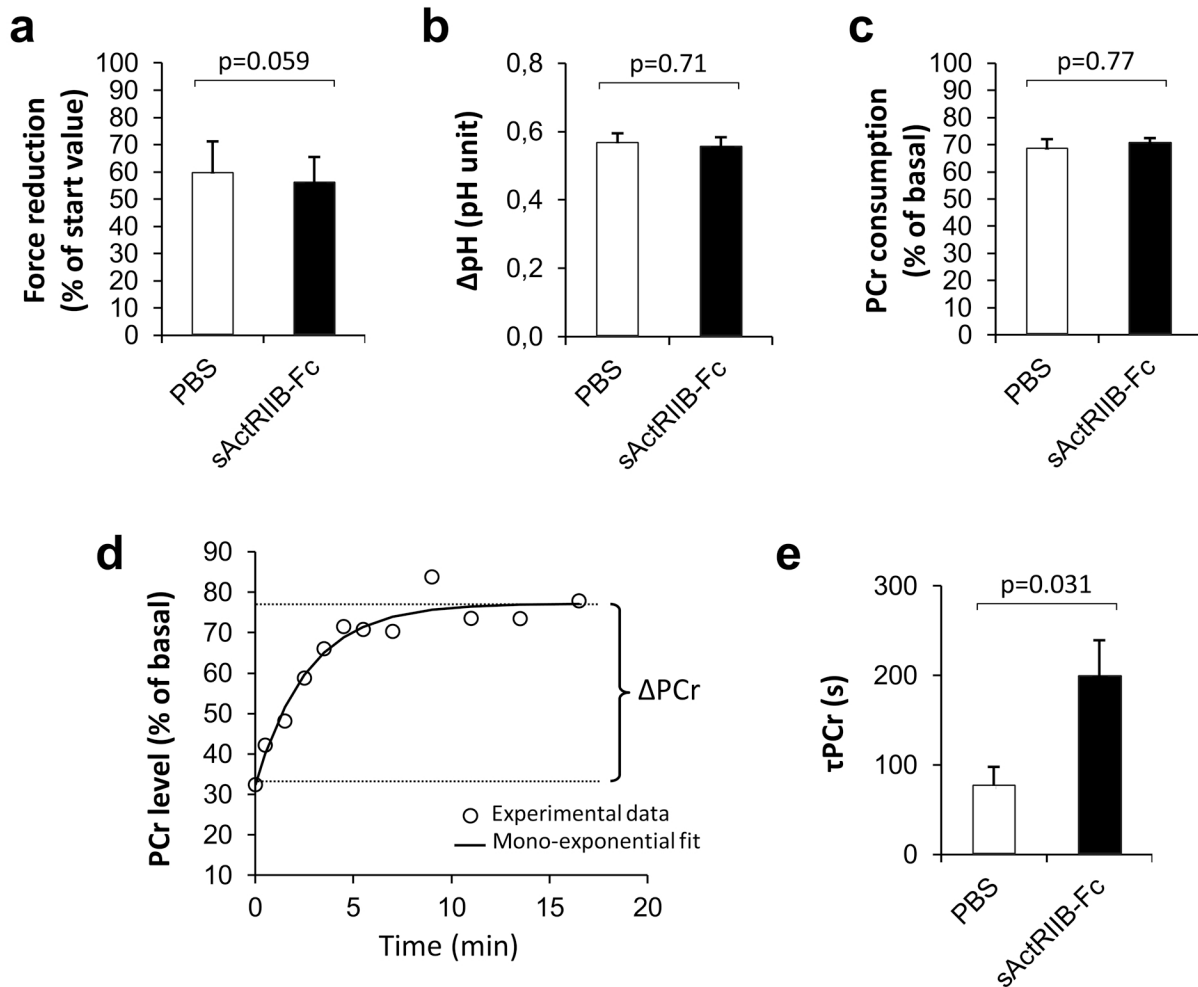 a
Force reduction
(% of start value)
100
90
80
70
60
50
40
30
20
10
0
p=0.059
PBS
sActRIIB-Fc
b
ΔpH (pH unit)
0,8
0,6
0,4
0,2
0,0
p=0.71
PBS
sActRIIB-Fc
c
PCr consumption
(% of basal)
100
90
80
70
60
50
40
30
20
10
0
p=0.77
PBS
sActRIIB-Fc
d
PCr level (% of basal)
90
80
70
60
50
40
30
20
10
ΔPCr
Experimental data
Mono-exponential fit
0
5
10
15
20
Time (min)
e
τPCr (s)
300
200
100
0
p=0.031
PBS
sActRIIB-Fc